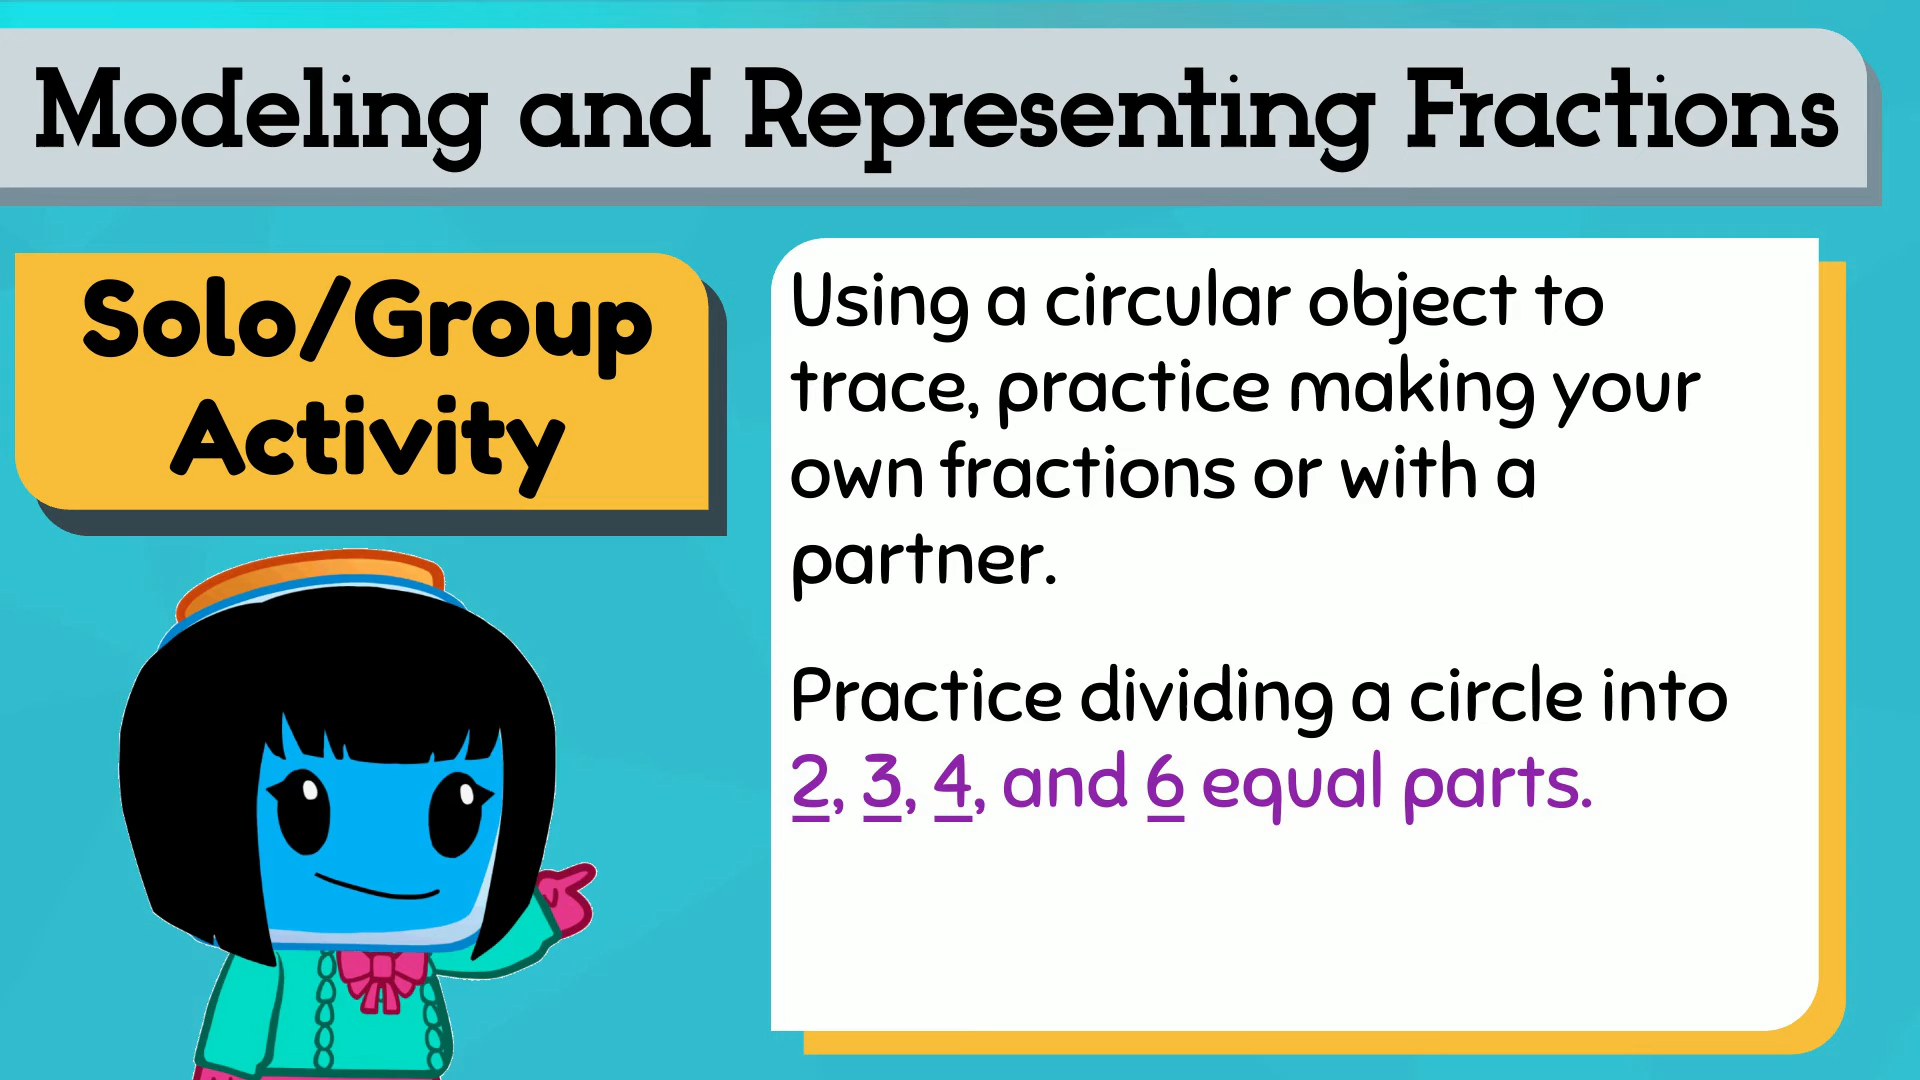 Modeling and Representing Fractions
Solo/Group
Activity
Using a circular object to
trace, practice making your
own fractions or with a
partner.
Practice dividing a circle into
2, 3, 4, and 6 equal parts.